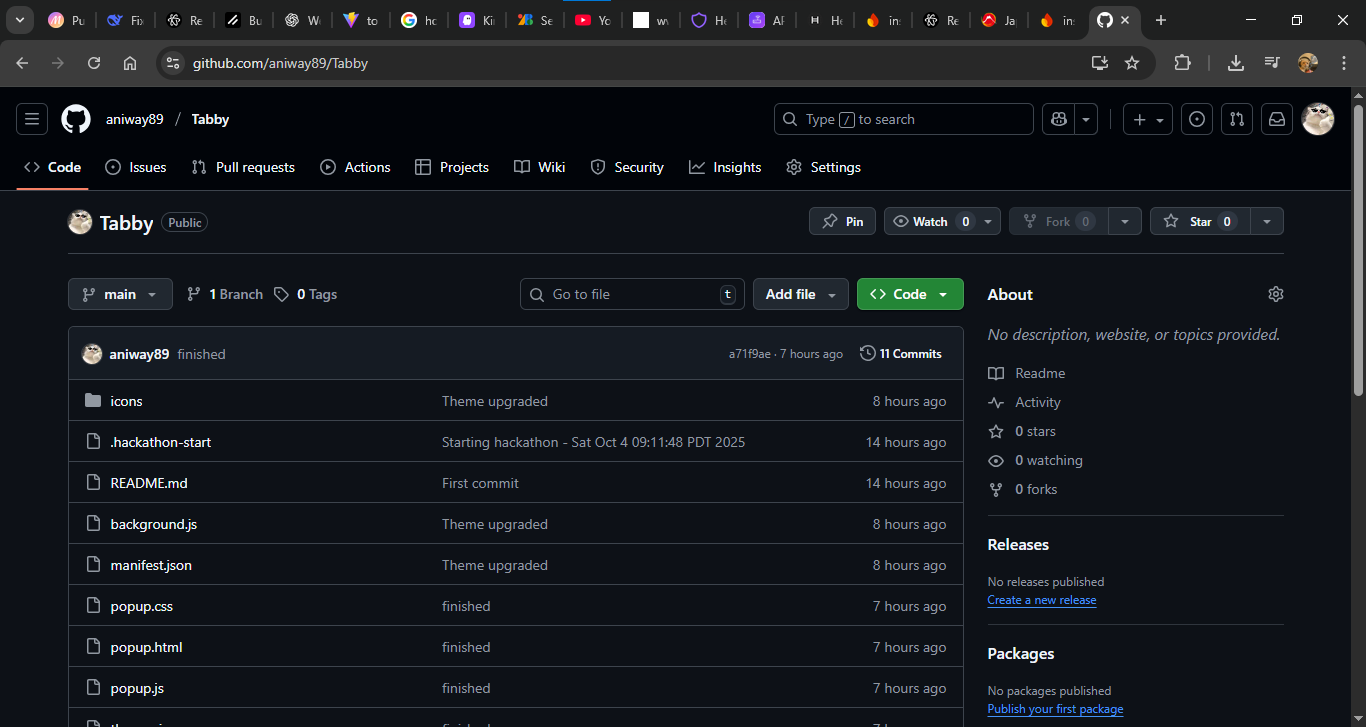 Pu
Fix
Re
Bu
to
G
Ki
Se
Yo
H
Re
Ja
in
github.com/aniway89/Tabby
aniway89 / Tabby
Type / to search
Code
Issues
Pull requests
Actions
Projects
Wiki
Security
Insights
Settings
Tabby
Public
Pin
Watch 0
Fork 0
Star 0
main
1 Branch
0 Tags
Go to file
t
Add file
Code
aniway89 finished
a71f9ae · 7 hours ago
11 Commits
icons
Theme upgraded
8 hours ago
.hackathon-start
Starting hackathon - Sat Oct 4 09:11:48 PDT 2025
14 hours ago
README.md
First commit
14 hours ago
background.js
Theme upgraded
8 hours ago
manifest.json
Theme upgraded
8 hours ago
popup.css
finished
7 hours ago
popup.html
finished
7 hours ago
popup.js
finished
7 hours ago
About
No description, website, or topics provided.
Readme
Activity
0 stars
0 watching
0 forks
Releases
No releases published
Create a new release
Packages
No packages published
Publish your first package